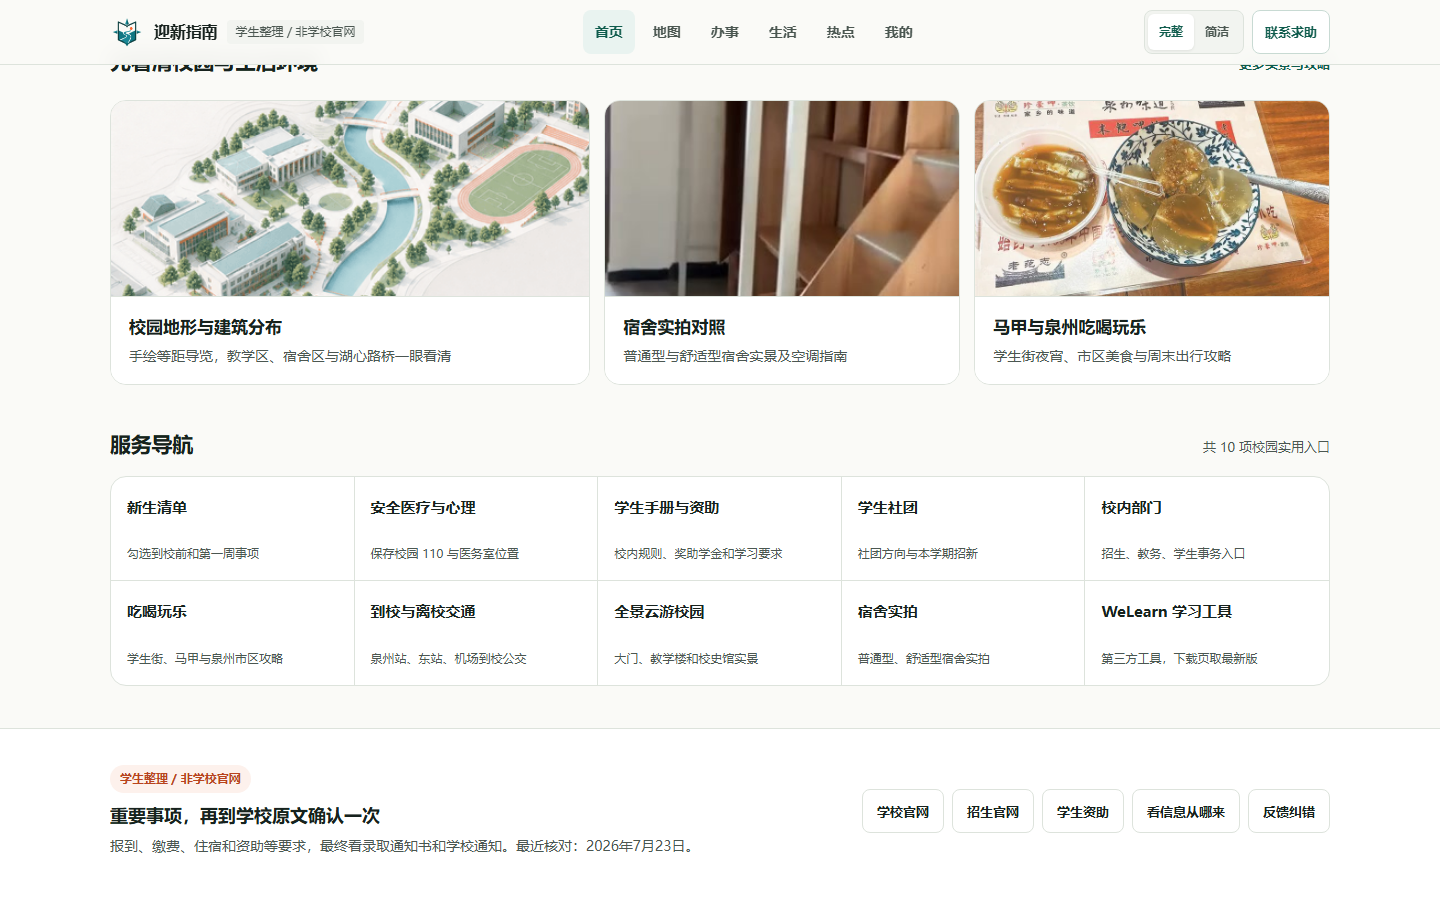 迎新指南
学生整理 / 非学校官网
首页
地图
办事
生活
热点
我的
完整
简洁
联系求助
先看清校园与生活环境
更多实景与攻略
校园地形与建筑分布
手绘等距导览，教学区、宿舍区与湖心路桥一眼看清
宿舍实拍对照
普通型与舒适型宿舍实景及空调指南
马甲与泉州吃喝玩乐
学生街夜宵、市区美食与周末出行攻略
服务导航
共 10 项校园实用入口
新生清单
勾选到校前和第一周事项
安全医疗与心理
保存校园 110 与医务室位置
学生手册与资助
校内规则、奖助学金和学习要求
学生社团
社团方向与本学期招新
校内部门
招生、教务、学生事务入口
吃喝玩乐
学生街、马甲与泉州市区攻略
到校与离校交通
泉州站、东站、机场到校公交
全景云游校园
大门、教学楼和校史馆实景
宿舍实拍
普通型、舒适型宿舍实拍
WeLearn 学习工具
第三方工具，下载页取最新版
学生整理 / 非学校官网
重要事项，再到学校原文确认一次
报到、缴费、住宿和资助等要求，最终看录取通知书和学校通知。最近核对：2026年7月23日。
学校官网
招生官网
学生资助
看信息从哪来
反馈纠错